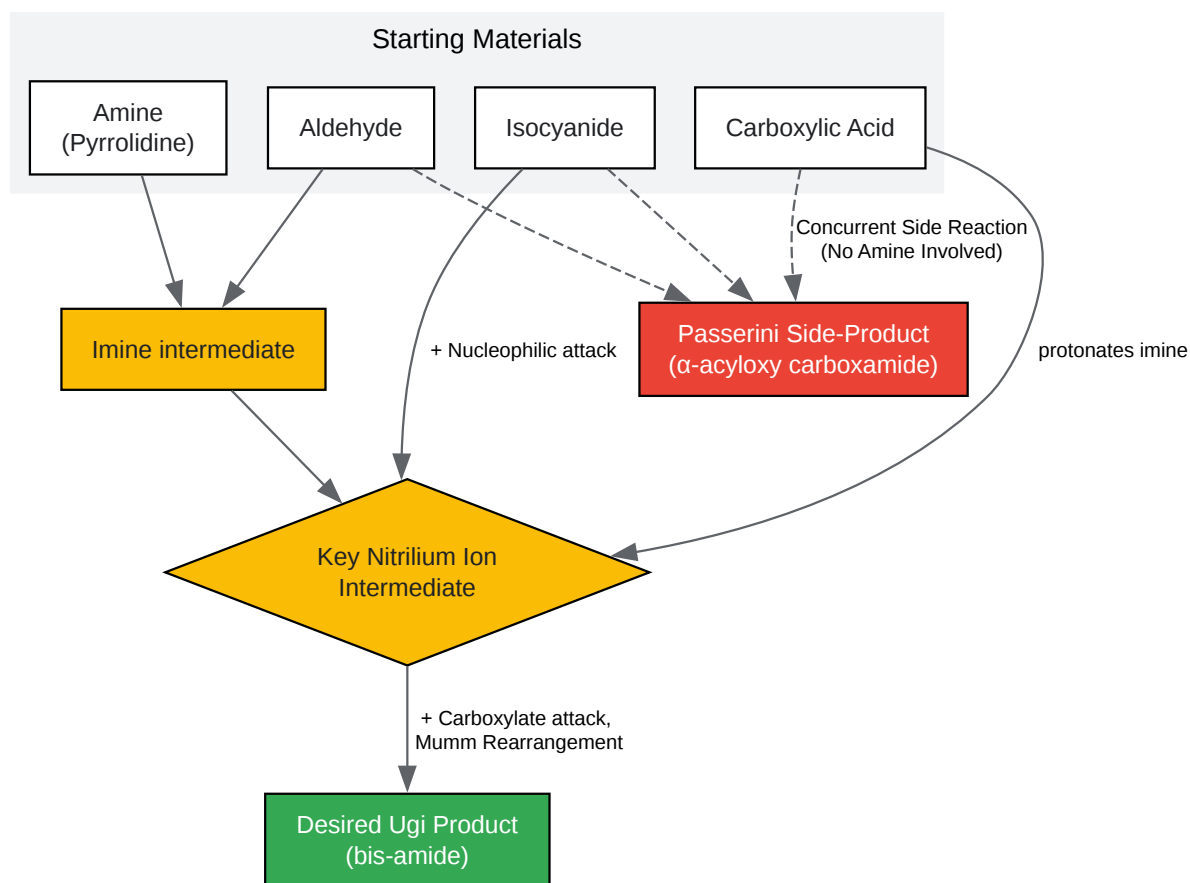 Starting Materials
Amine
(Pyrrolidine)
Aldehyde
Isocyanide
Carboxylic Acid
Concurrent Side Reaction
(No Amine Involved)
Imine intermediate
+ Nucleophilic attack
Passerini Side-Product
(α-acyloxy carboxamide)
protonates imine
Key Nitrilium Ion
Intermediate
+ Carboxylate attack,
Mumm Rearrangement
Desired Ugi Product
(bis-amide)